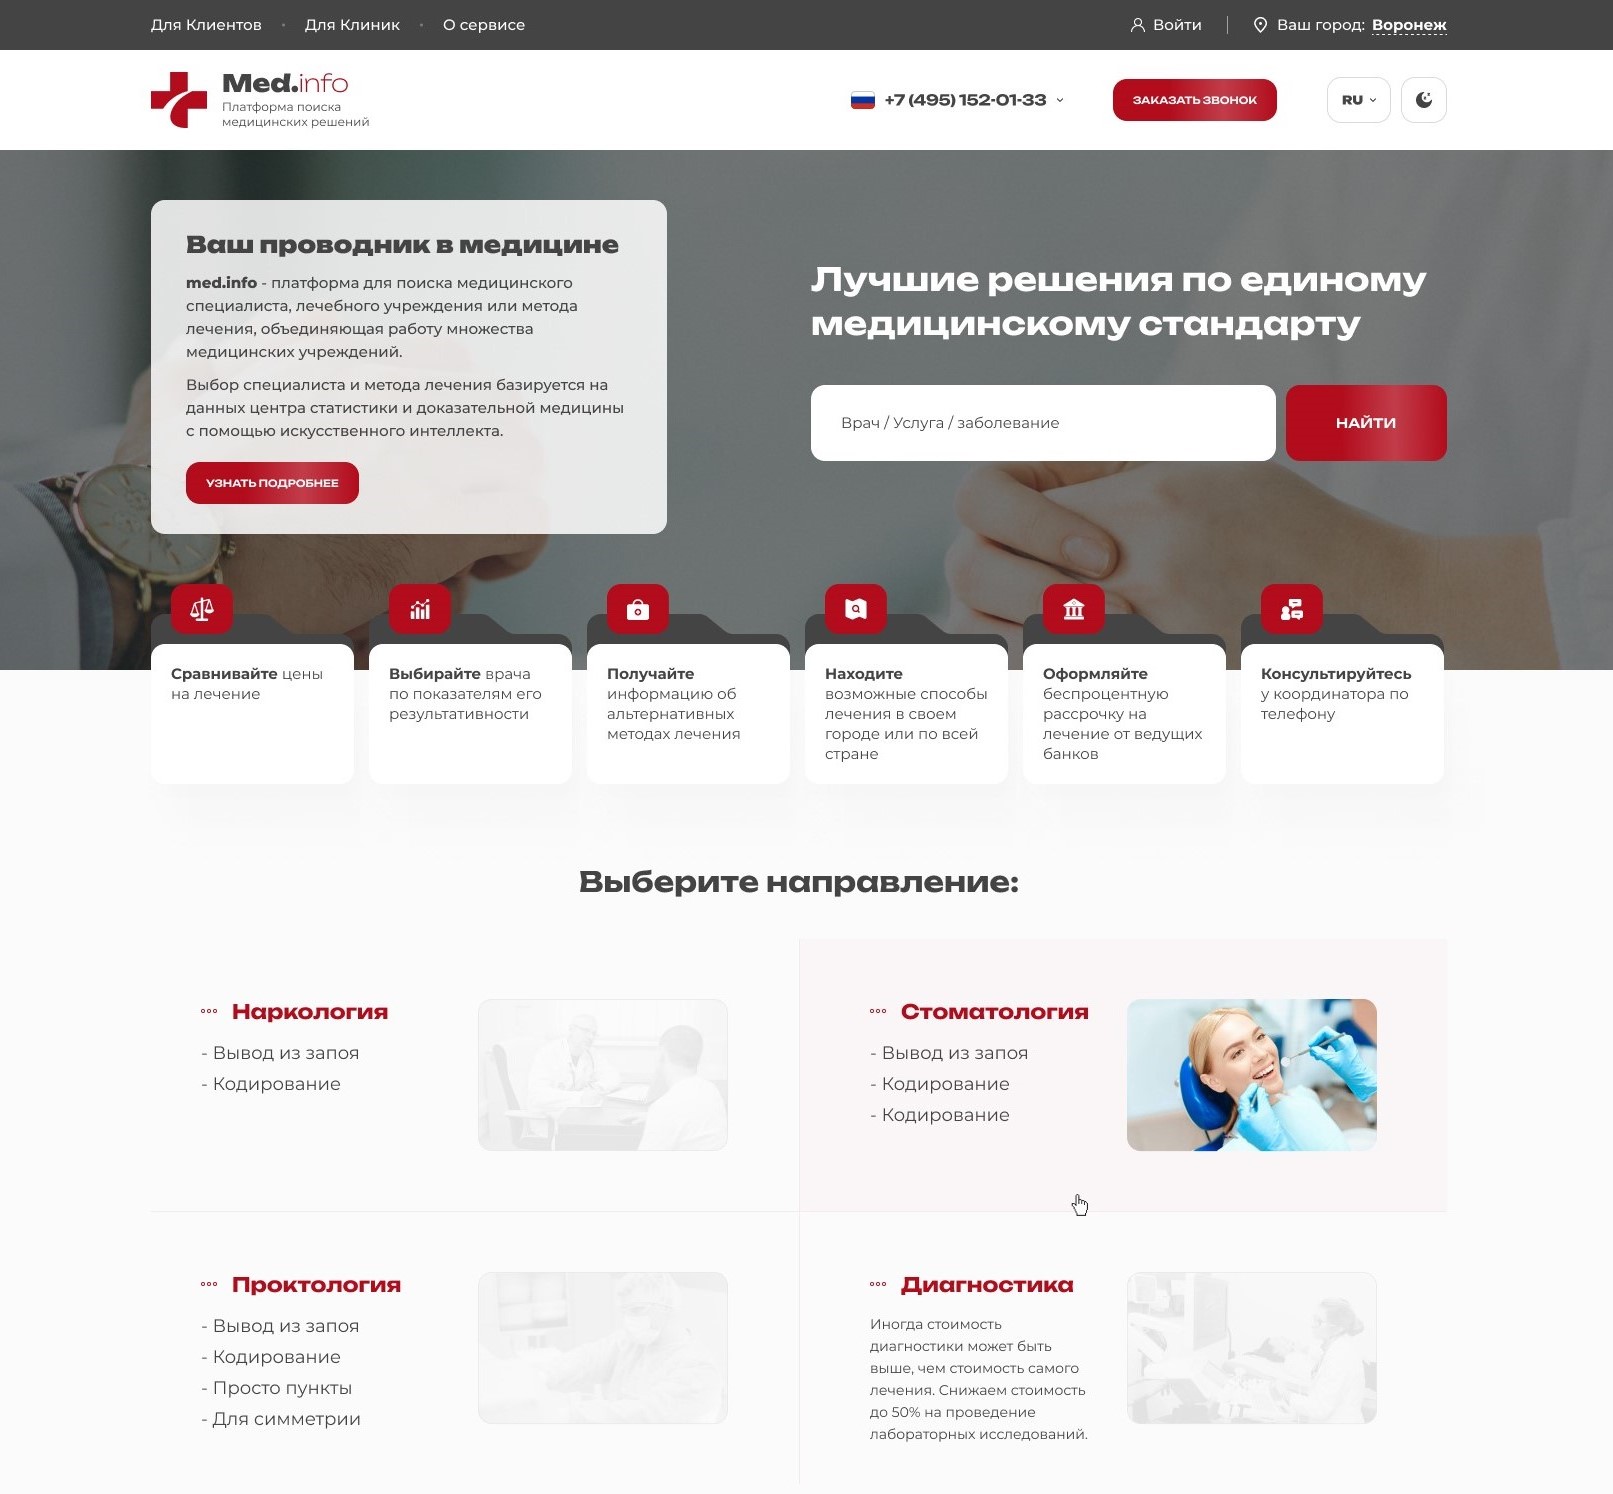 Для Клиентов • Для Клиник • О сервисе
Войти
Ваш город: Воронеж
Med.info
Платформа поиска
медицинских решений
+7 (495) 152-01-33
ЗАКАЗАТЬ ЗВОНОК
RU
Ваш проводник в медицине
med.info - платформа для поиска медицинского
специалиста, лечебного учреждения или метода
лечения, объединяющая работу множества
медицинских учреждений.
Выбор специалиста и метода лечения базируется на
данных центра статистики и доказательной медицины
с помощью искусственного интеллекта.
УЗНАТЬ ПОДРОБНЕЕ
Лучшие решения по единому
медицинскому стандарту
Врач / Услуга / заболевание
НАЙТИ
Сравнивайте цены
на лечение
Выбирайте врача
по показателям его
результативности
Получайте
информацию об
альтернативных
методах лечения
Находите
возможные способы
лечения в своем
городе или по всей
стране
Оформляйте
беспроцентную
рассрочку на
лечение от ведущих
банков
Консультируйтесь
у координатора по
телефону
Выберите направление:
Наркология
- Вывод из запоя
- Кодирование
Стоматология
- Вывод из запоя
- Кодирование
- Кодирование
Проктология
- Вывод из запоя
- Кодирование
- Просто пункты
- Для симметрии
Диагностика
Иногда стоимость
диагностики может быть
выше, чем стоимость самого
лечения. Снижаем стоимость
до 50% на проведение
лабораторных исследований.